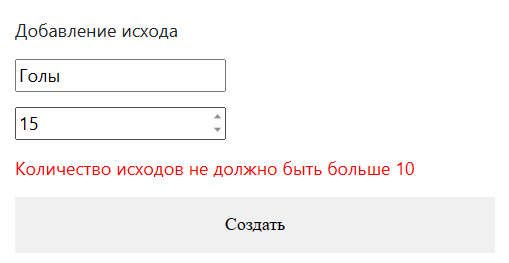 Добавление исхода
Голы
15
Количество исходов не должно быть больше 10
Создать